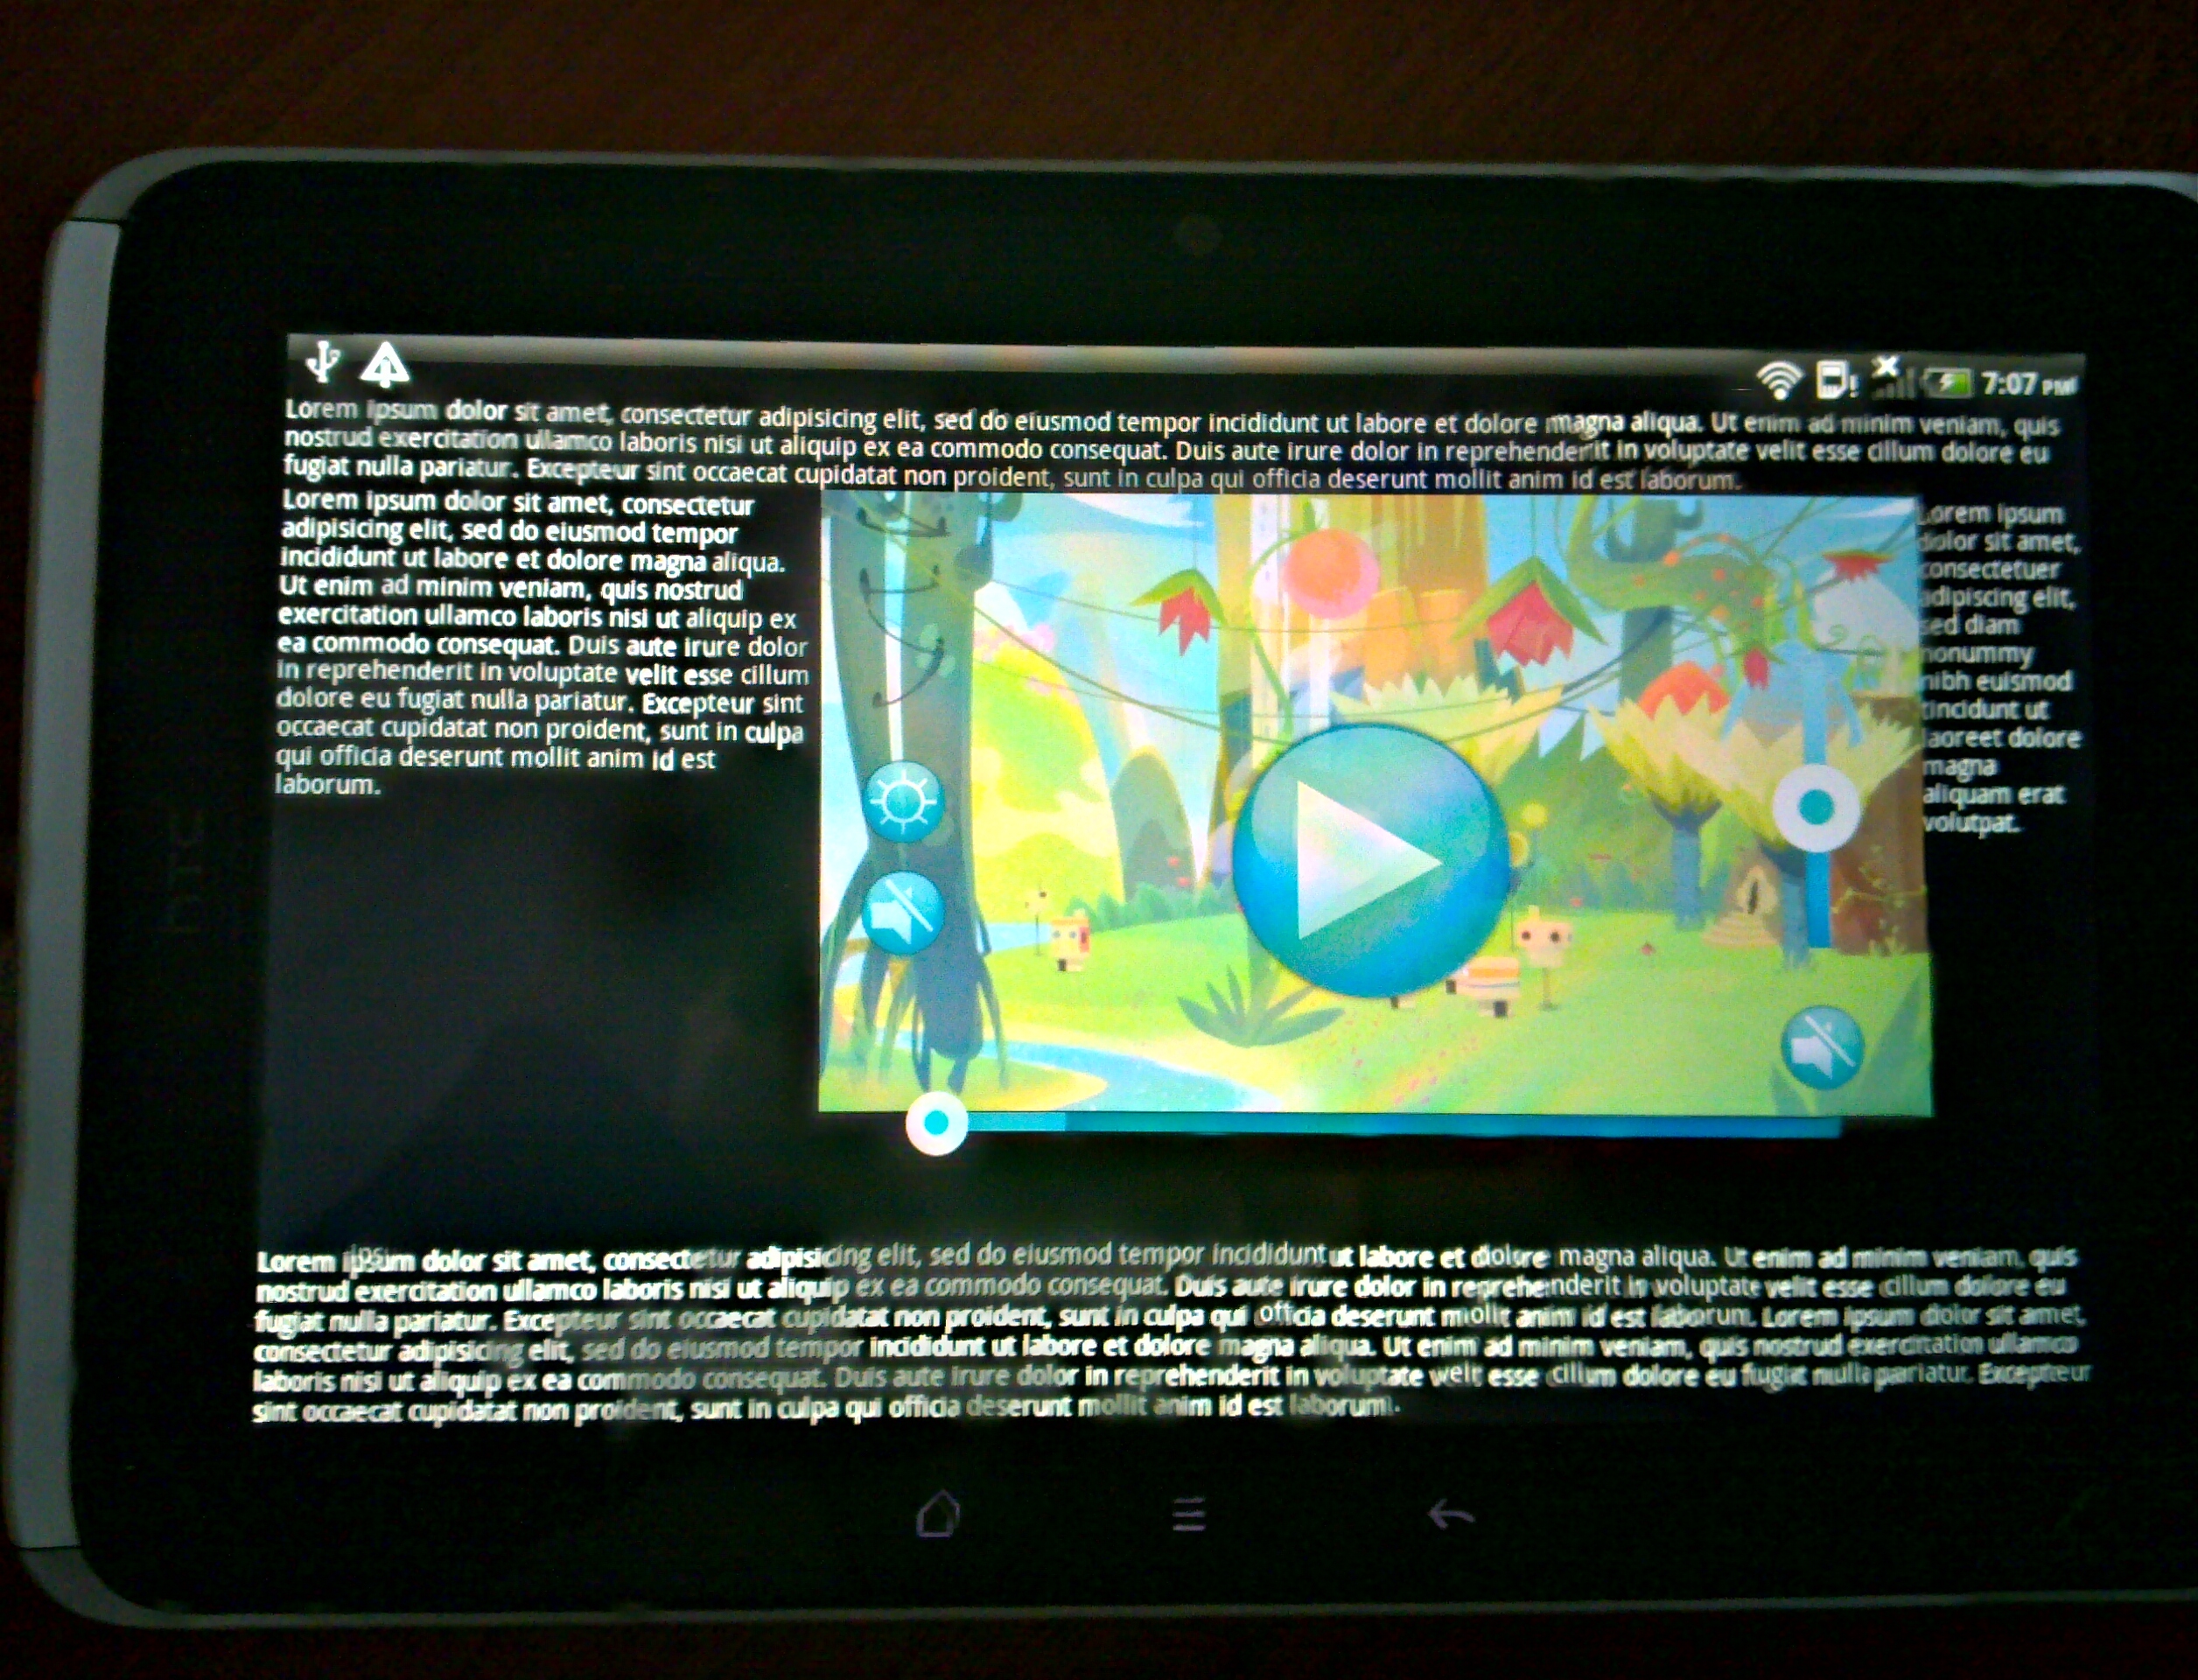 7:07 PM
Lorem ipsum dolor sit amet, consectetur adipisicing elit, sed do eiusmod tempor incididunt ut labore et dolore magna aliqua. Ut enim ad minim veniam, quis
nostrud exercitation ullamco laboris nisi ut aliquip ex ea commodo consequat. Duis aute irure dolor in reprehenderit in voluptate velit esse cillum dolore eu
fugiat nulla pariatur. Excepteur sint occaecat cupidatat non proident, sunt in culpa qui officia deserunt mollit anim id est laborum.
Lorem ipsum dolor sit amet, consectetur
adipisicing elit, sed do eiusmod tempor
incididunt ut labore et dolore magna aliqua.
Ut enim ad minim veniam, quis nostrud
exercitation ullamco laboris nisi ut aliquip ex
ea commodo consequat. Duis aute irure dolor
in reprehenderit in voluptate velit esse cillum
dolore eu fugiat nulla pariatur. Excepteur sint
occaecat cupidatat non proident, sunt in culpa
qui officia deserunt mollit anim id est
laborum.
Lorem ipsum
dolor sit amet,
consectetuer
adipiscing elit,
sed diam
nonummy
nibh euismod
tincidunt ut
laoreet dolore
magna
aliquam erat
volutpat.
Lorem ipsum dolor sit amet, consectetur adipisicing elit, sed do eiusmod tempor incididunt ut labore et dolore magna aliqua. Ut enim ad minim veniam, quis
nostrud exercitation ullamco laboris nisi ut aliquip ex ea commodo consequat. Duis aute irure dolor in reprehenderit in voluptate velit esse cillum dolore eu
fugiat nulla pariatur. Excepteur sint occaecat cupidatat non proident, sunt in culpa qui officia deserunt mollit anim id est laborum. Lorem ipsum dolor sit amet,
consectetur adipisicing elit, sed do eiusmod tempor incididunt ut labore et dolore magna aliqua. Ut enim ad minim veniam, quis nostrud exercitation ullamco
laboris nisi ut aliquip ex ea commodo consequat. Duis aute irure dolor in reprehenderit in voluptate velit esse cillum dolore eu fugiat nulla pariatur. Excepteur
sint occaecat cupidatat non proident, sunt in culpa qui officia deserunt mollit anim id est laborum.
hTC